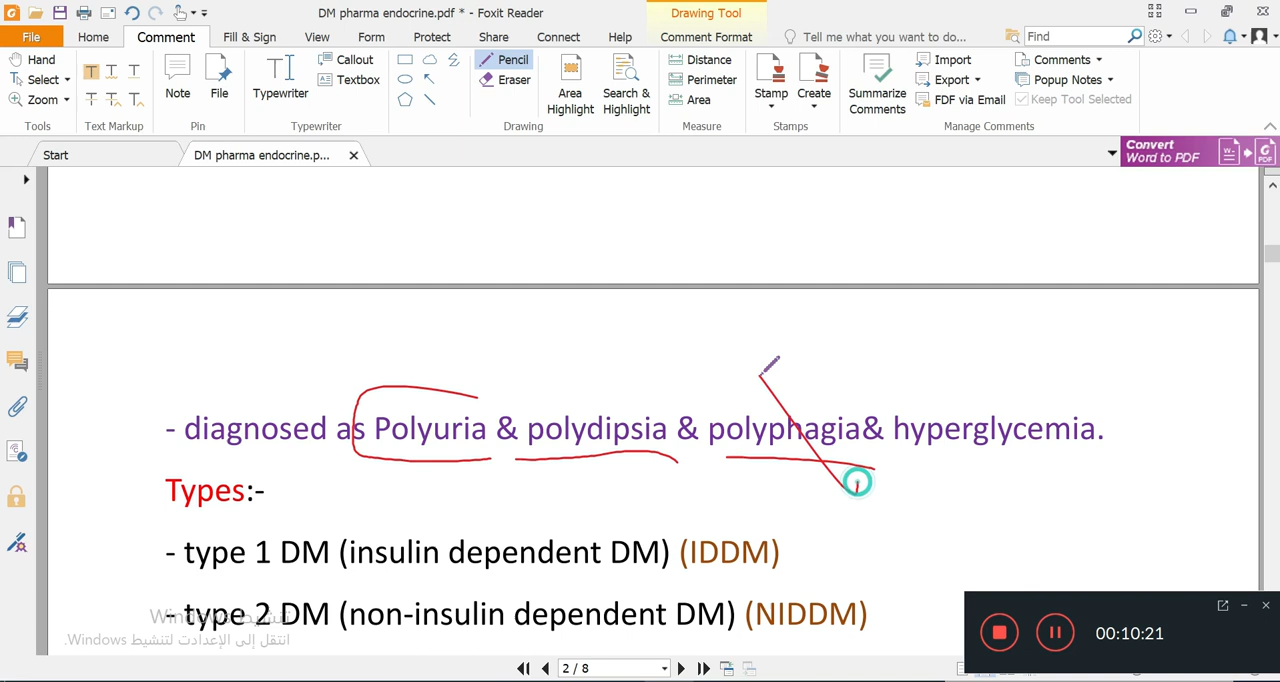 DM pharma endocrine.pdf * - Foxit Reader
Drawing Tool
File Home Comment Fill & Sign View Form Protect Share Connect Help Comment Format Tell me what you want to do... Find
Hand
Select
Zoom
Tools
Text Markup
Note
File
Pin
Typewriter
Callout
Textbox
Typewriter
Pencil
Eraser
Area Highlight
Search & Highlight
Drawing
Distance
Perimeter
Area
Measure
Stamp
Create
Stamps
Summarize Comments
Import
Export
FDF via Email
Comments
Popup Notes
Keep Tool Selected
Manage Comments
Start
DM pharma endocrine.p...
Convert
Word to PDF
- diagnosed as Polyuria & polydipsia & polyphagia& hyperglycemia.
Types:-
- type 1 DM (insulin dependent DM) (IDDM)
- type 2 DM (non-insulin dependent DM) (NIDDM)
تنشيط Windows
انتقل إلى الإعدادات لتنشيط Windows.
00:10:21
2 / 8